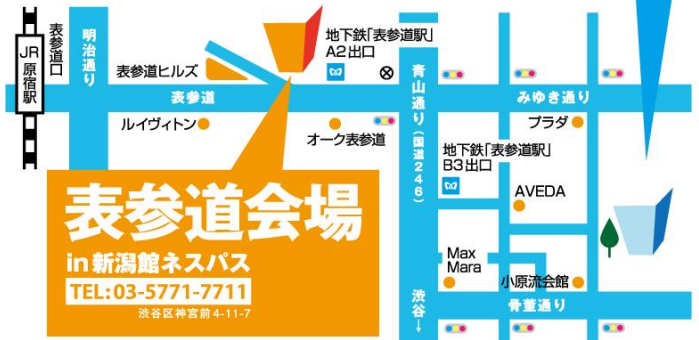 表参道口
JR原宿駅
明治通り
表参道ヒルズ
地下鉄「表参道駅」
A2出口
表参道
みゆき通り
ルイヴィトン
オーク表参道
青山通り(国道246)
プラダ
地下鉄「表参道駅」
B3出口
AVEDA
表参道会場
in新潟館ネスパス
TEL:03-5771-7711
渋谷区神宮前4-11-7
Max
Mara
小原流会館
渋谷↓
骨董通り